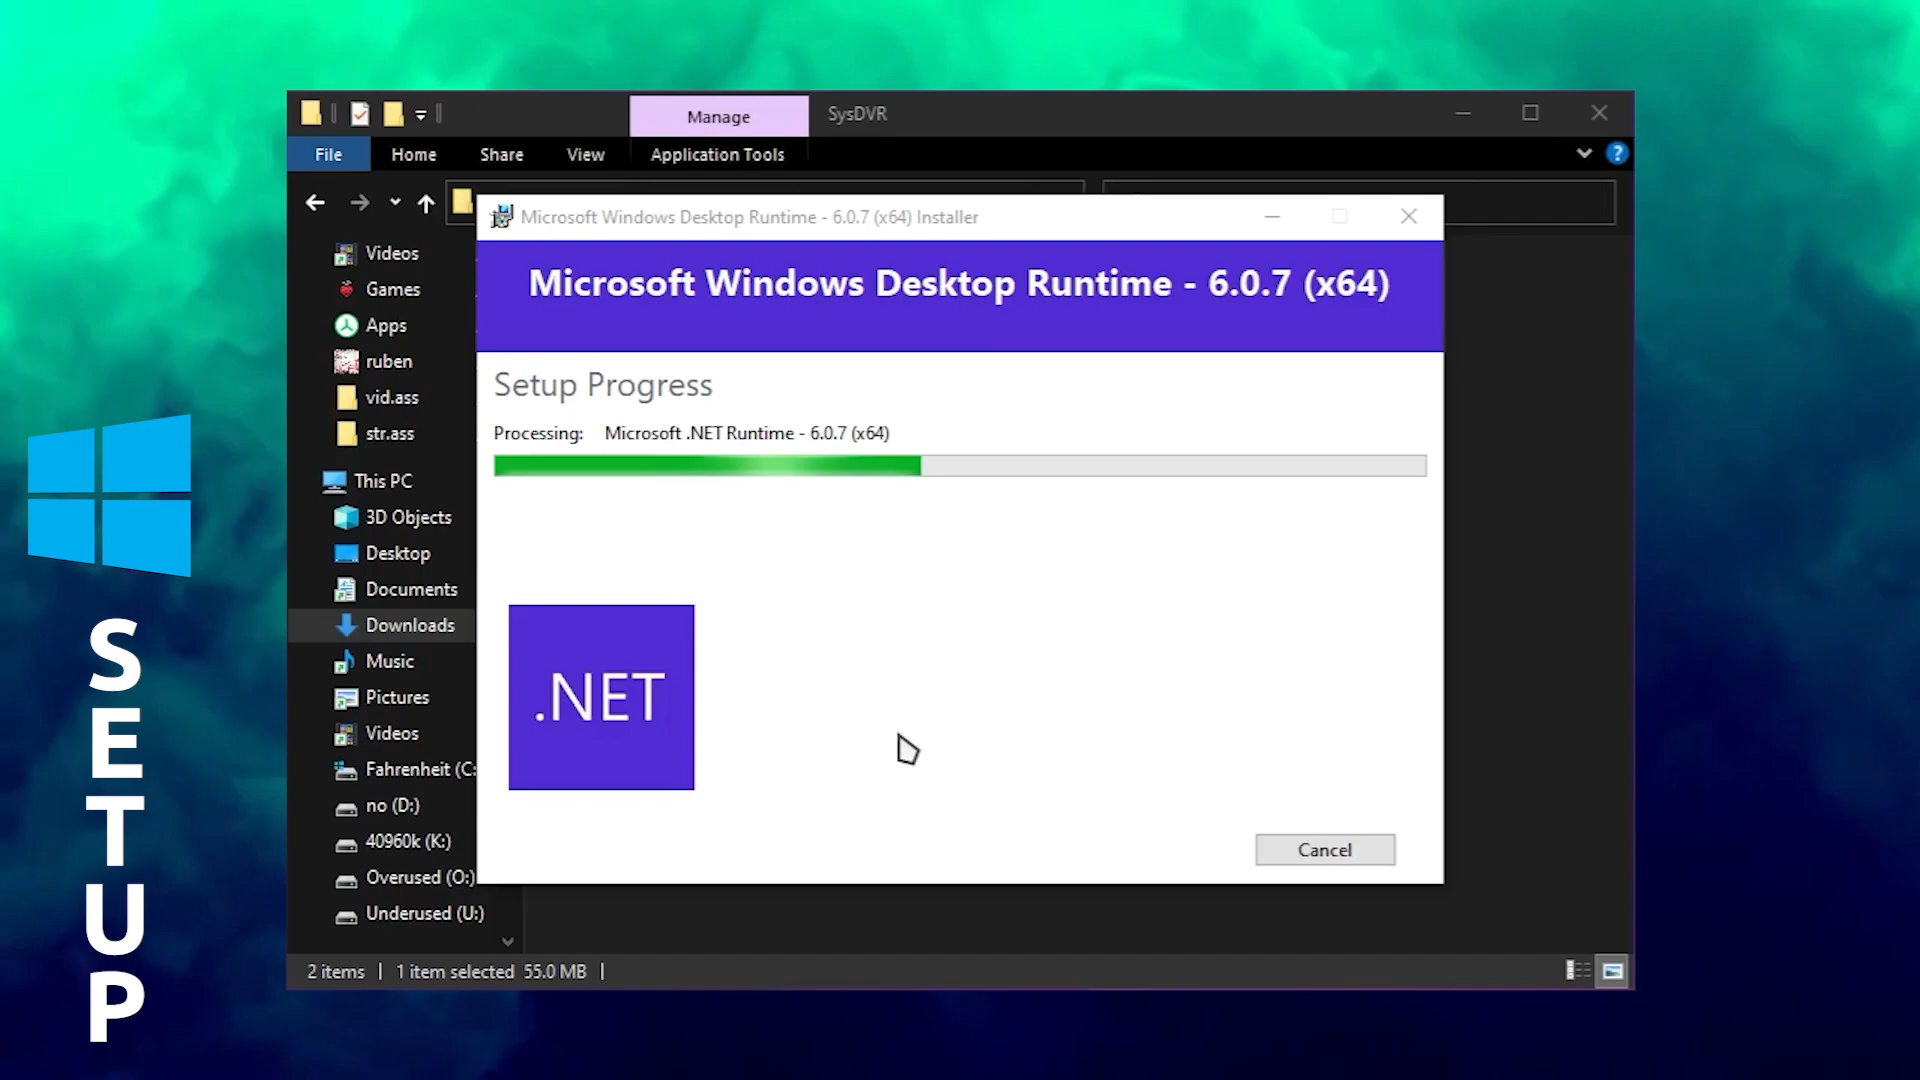 Manage
SysDVR
File
Home
Share
View
Application Tools
?
Microsoft Windows Desktop Runtime - 6.0.7 (x64) Installer
Microsoft Windows Desktop Runtime - 6.0.7 (x64)
Setup Progress
Processing: Microsoft .NET Runtime - 6.0.7 (x64)
.NET
Cancel
Videos
Games
Apps
ruben
vid.ass
str.ass
This PC
3D Objects
Desktop
Documents
Downloads
Music
Pictures
Videos
Fahrenheit (C:
no (D:)
40960k (K:)
Overused (O:)
Underused (U:)
2 items
1 item selected 55.0 MB
SETUP